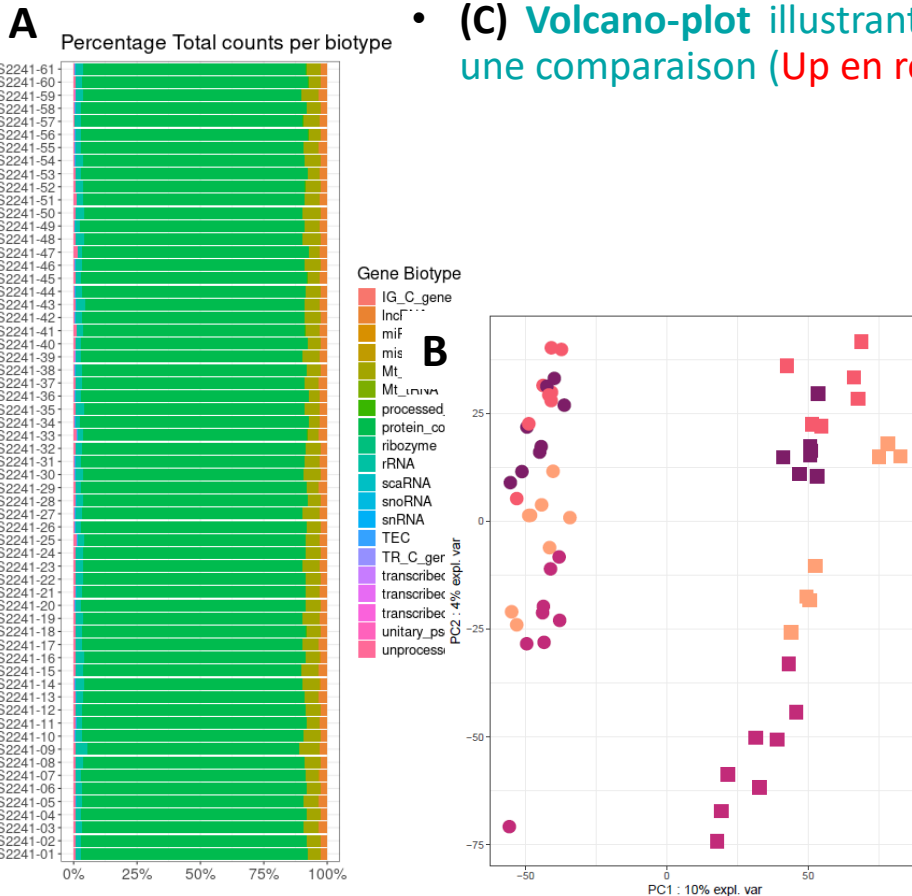 A
• (C) Volcano-plot illustrant
une comparaison (Up en
Percentage Total counts per biotype
S2241-61
S2241-60
S2241-59
S2241-58
S2241-57
S2241-56
S2241-55
S2241-54
S2241-53
S2241-52
S2241-51
S2241-50
S2241-49
S2241-48
S2241-47
S2241-46
S2241-45
S2241-44
S2241-43
S2241-42
S2241-41
S2241-40
S2241-39
S2241-38
S2241-37
S2241-36
S2241-35
S2241-34
S2241-33
S2241-32
S2241-31
S2241-30
S2241-29
S2241-28
S2241-27
S2241-26
S2241-25
S2241-24
S2241-23
S2241-22
S2241-21
S2241-20
S2241-19
S2241-18
S2241-17
S2241-16
S2241-15
S2241-14
S2241-13
S2241-12
S2241-11
S2241-10
S2241-09
S2241-08
S2241-07
S2241-06
S2241-05
S2241-04
S2241-03
S2241-02
S2241-01
0% 25% 50% 75% 100%
Gene Biotype
IG_C_gene
mis
Mt_
processed_
protein_co
ribozyme
rRNA
scaRNA
snoRNA
snRNA
TEC
TR_C_gen
transcribed
transcribed
transcribed
unitary_ps
unprocesse
B
25
0
−25
−50
−75
PC2 : 4% expl. var
−50 0 50
PC1 : 10% expl. var